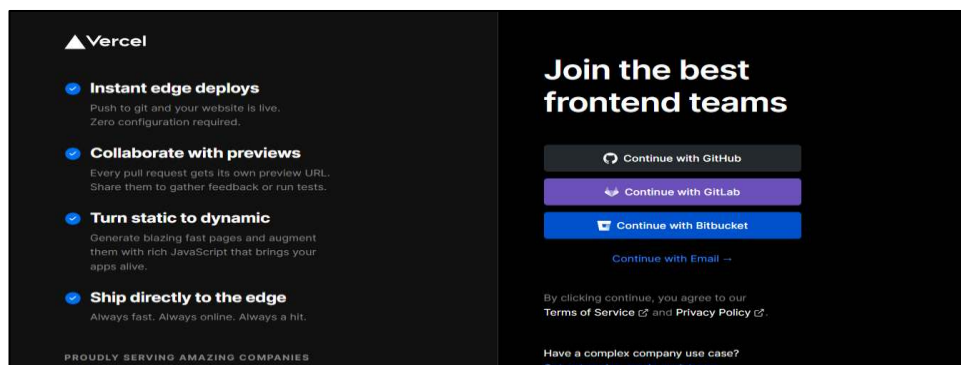 Vercel
Instant edge deploys
Push to git and your website is live.
Zero configuration required.
Collaborate with previews
Every pull request gets its own preview URL.
Share them to gather feedback or run tests.
Turn static to dynamic
Generate blazing fast pages and augment
them with rich JavaScript that brings your
apps alive.
Ship directly to the edge
Always fast. Always online. Always a hit.
PROUDLY SERVING AMAZING COMPANIES
Join the best
frontend teams
Continue with GitHub
Continue with GitLab
Continue with Bitbucket
Continue with Email →
By clicking continue, you agree to our
Terms of Service and Privacy Policy.
Have a complex company use case?